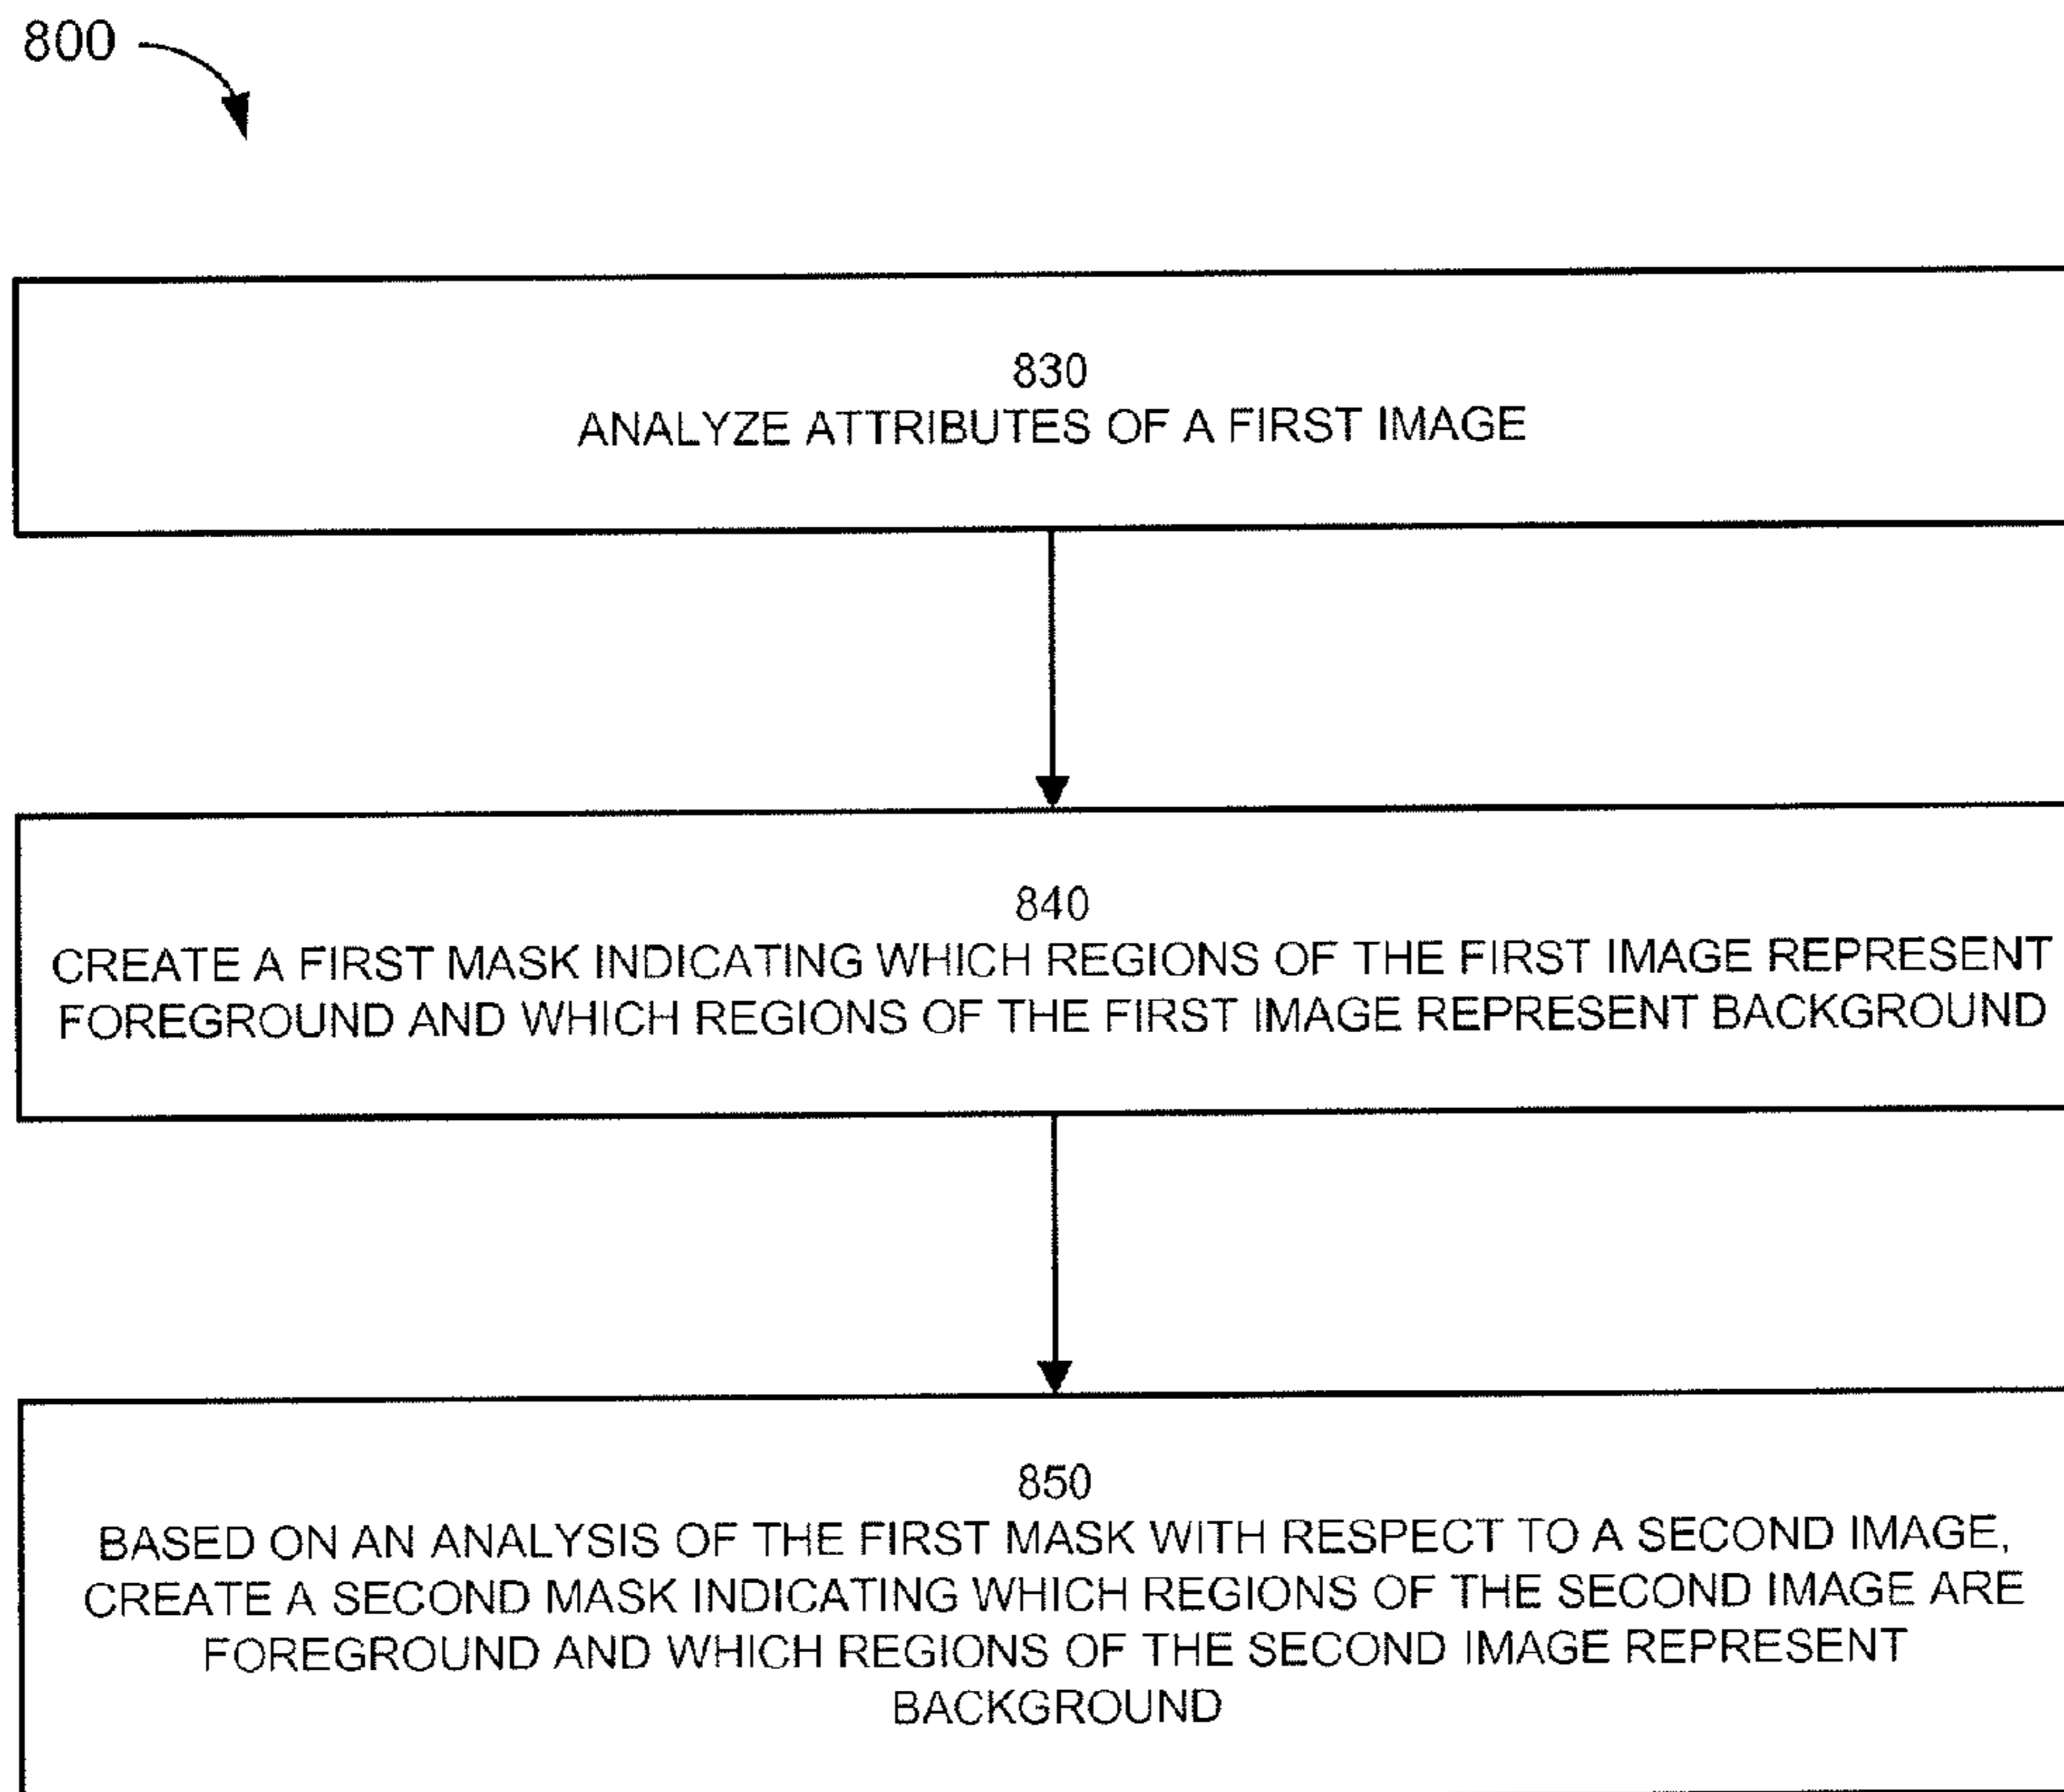 800
830
ANALYZE ATTRIBUTES OF A FIRST IMAGE
840
CREATE A FIRST MASK INDICATING WHICH REGIONS OF THE FIRST IMAGE REPRESENT
FOREGROUND AND WHICH REGIONS OF THE FIRST IMAGE REPRESENT BACKGROUND
850
BASED ON AN ANALYSIS OF THE FIRST MASK WITH RESPECT TO A SECOND IMAGE,
CREATE A SECOND MASK INDICATING WHICH REGIONS OF THE SECOND IMAGE ARE
FOREGROUND AND WHICH REGIONS OF THE SECOND IMAGE REPRESENT
BACKGROUND